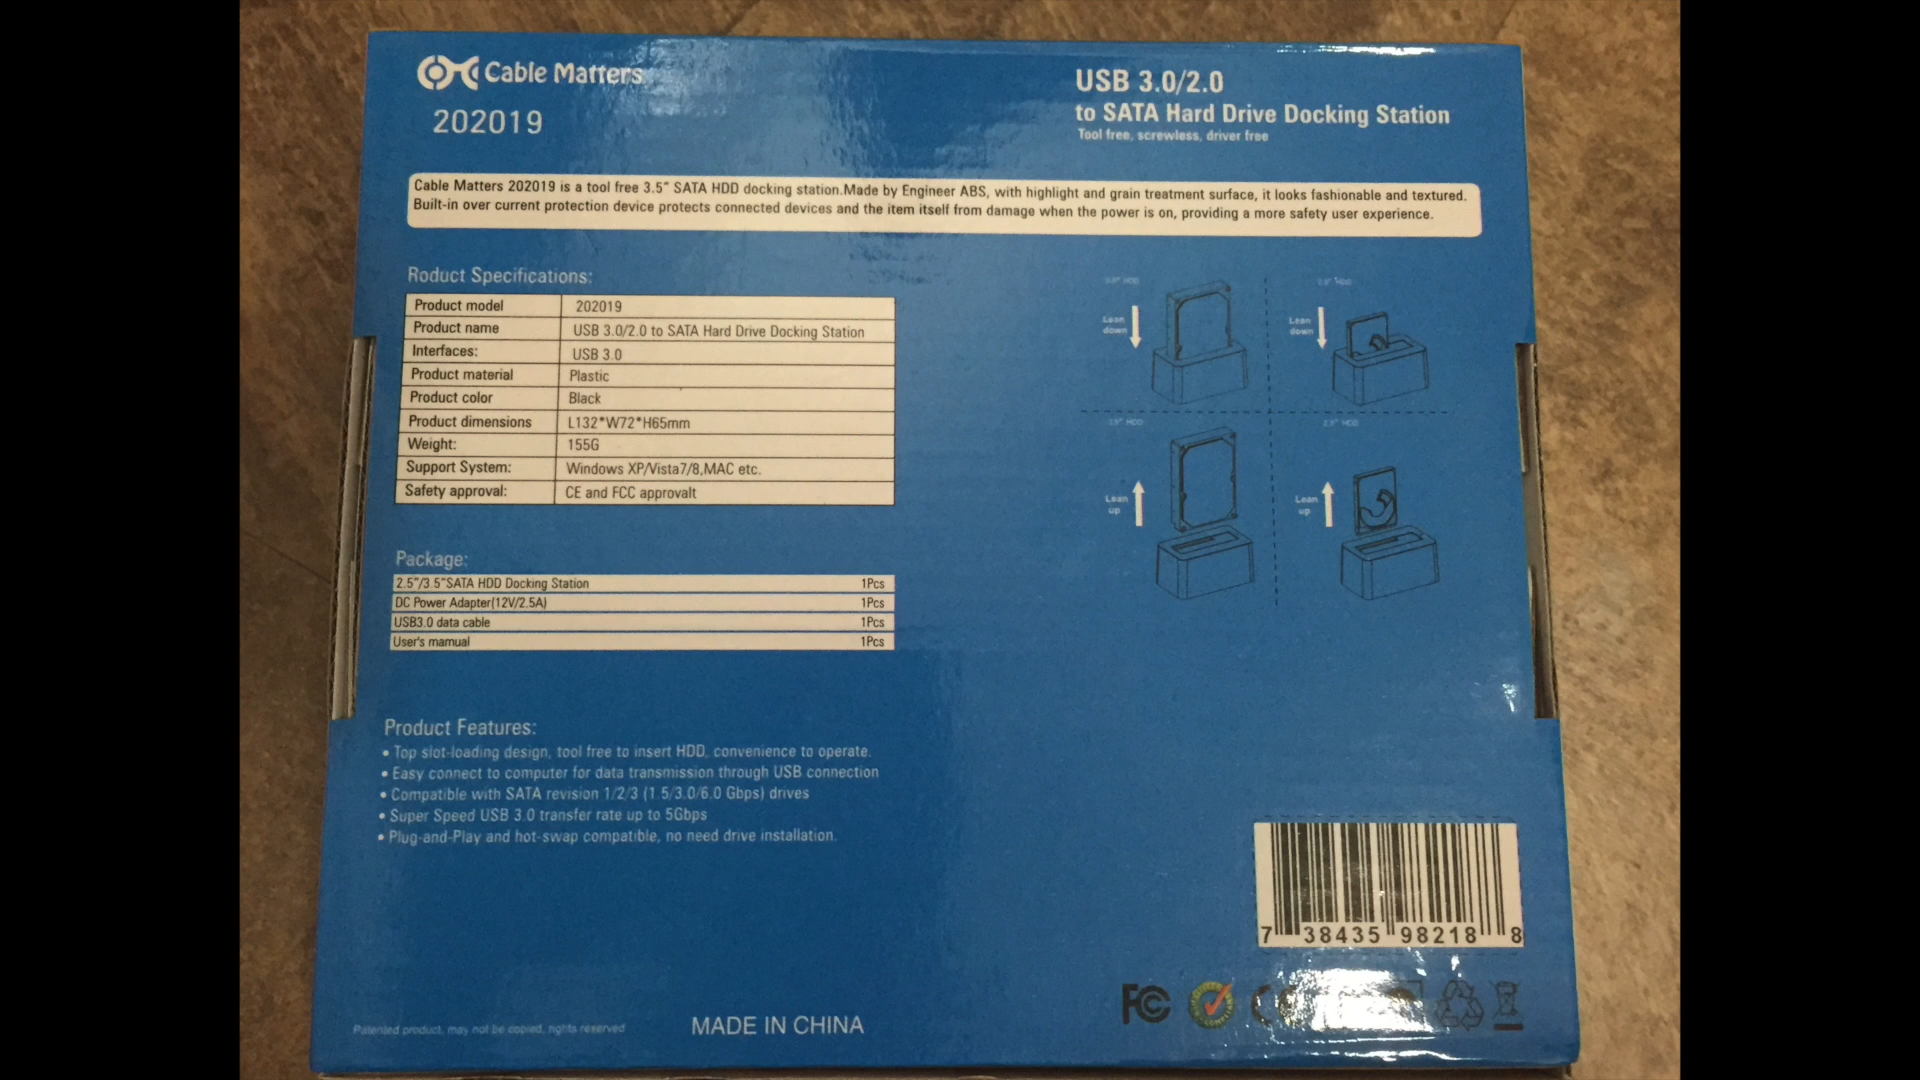 Cable Matters
202019
USB 3.0/2.0
to SATA Hard Drive Docking Station
Tool free, screwless, driver free
Cable Matters 202019 is a tool free 3.5" SATA HDD docking station.Made by Engineer ABS, with highlight and grain treatment surface, it looks fashionable and textured.
Built-in over current protection device protects connected devices and the item itself from damage when the power is on, providing a more safety user experience.
Roduct Specifications:
Product model 202019
Product name USB 3.0/2.0 to SATA Hard Drive Docking Station
Interfaces: USB 3.0
Product material Plastic
Product color Black
Product dimensions L132*W72*H65mm
Weight: 155G
Support System: Windows XP/Vista7/8,MAC etc.
Safety approval: CE and FCC approvalt
HDD
HDD
Lean
down
Lean
down
HDD
2.5" HDD
Lean
up
Lean
up
Package:
2.5"/3.5"SATA HDD Docking Station 1Pcs
DC Power Adapter(12V/2.5A) 1Pcs
USB3.0 data cable 1Pcs
User's mamual 1Pcs
Product Features:
• Top slot-loading design, tool free to insert HDD, convenience to operate.
• Easy connect to computer for data transmission through USB connection
• Compatible with SATA revision 1/2/3 (1.5/3.0/6.0 Gbps) drives
• Super Speed USB 3.0 transfer rate up to 5Gbps
• Plug-and-Play and hot-swap compatible, no need drive installation.
7 38435 98218 8
FC CE
Patented product, may not be copied, rights reserved
MADE IN CHINA